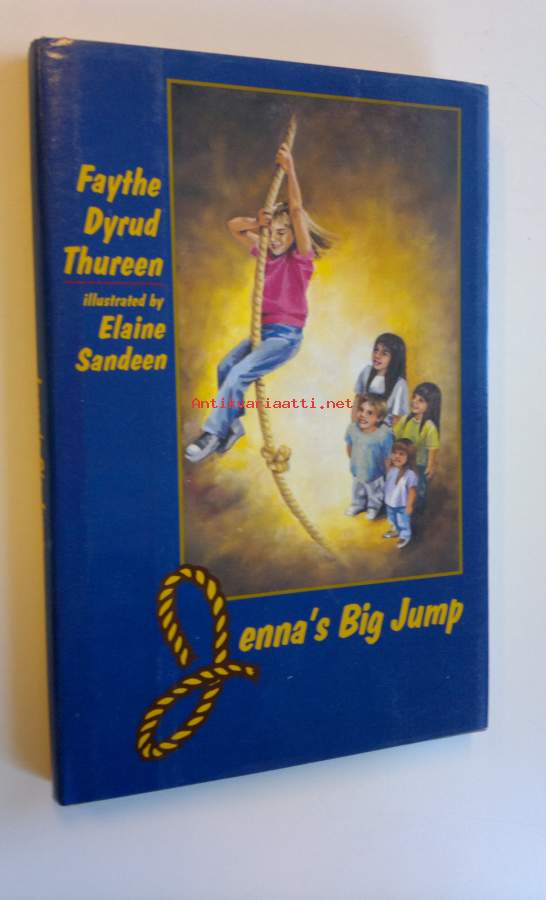 Faythe
Dyrud
Thureen
illustrated by
Elaine
Sandeen
Antikvariaatti.net
Jenna's Big Jump